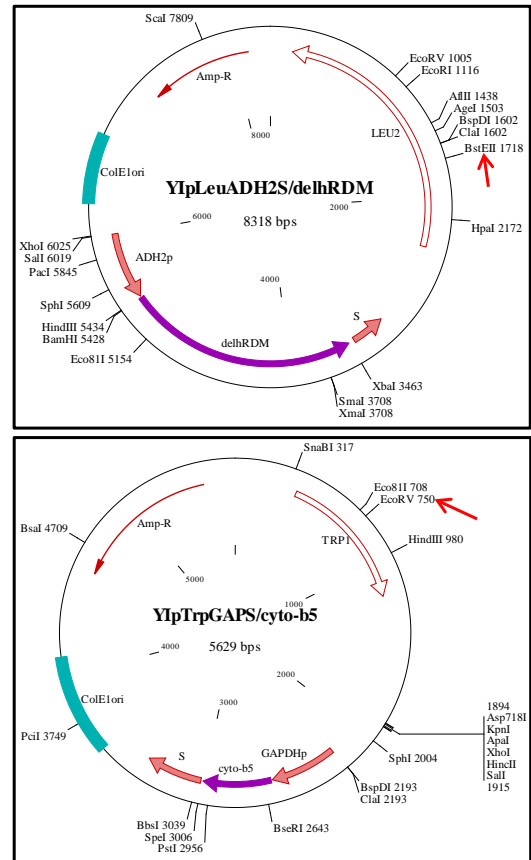 ScaI 7809
Amp-R
EcoRV 1005
EcoRI 1116
AflII 1438
AgeI 1503
BspDI 1602
ClaI 1602
BstEII 1718
LEU2
8000
ColE1ori
YIpLeuADH2S/delhRDM
8318 bps
2000
6000
4000
HpaI 2172
XhoI 6025
SalI 6019
PacI 5845
ADH2p
SphI 5609
HindIII 5434
BamHI 5428
Eco81I 5154
delhRDM
S
XbaI 3463
SmaI 3708
XmaI 3708
SnaBI 317
Eco81I 708
EcoRV 750
BsaI 4709
Amp-R
TRP1
HindIII 980
5000
1000
YIpTrpGAPS/cyto-b5
5629 bps
4000
2000
3000
ColE1ori
PciI 3749
S
cyto-b5
GAPDHp
1894
Asp718I
KpnI
ApaI
XhoI
HincII
SalI
1915
SphI 2004
BspDI 2193
ClaI 2193
BseRI 2643
BbsI 3039
SpeI 3006
PstI 2956